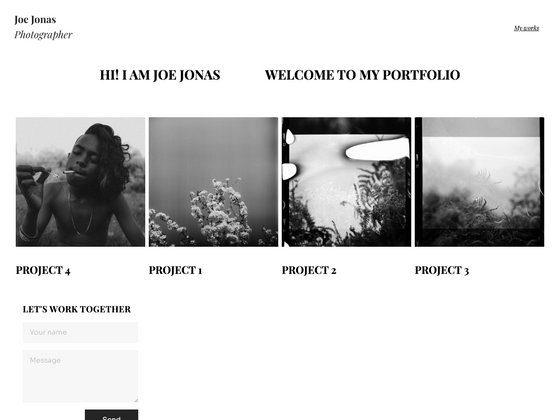 Joe Jonas
Photographer
My works
HI! I AM JOE JONAS
WELCOME TO MY PORTFOLIO
PROJECT 4
PROJECT 1
PROJECT 2
PROJECT 3
LET'S WORK TOGETHER
Your name
Message
Send